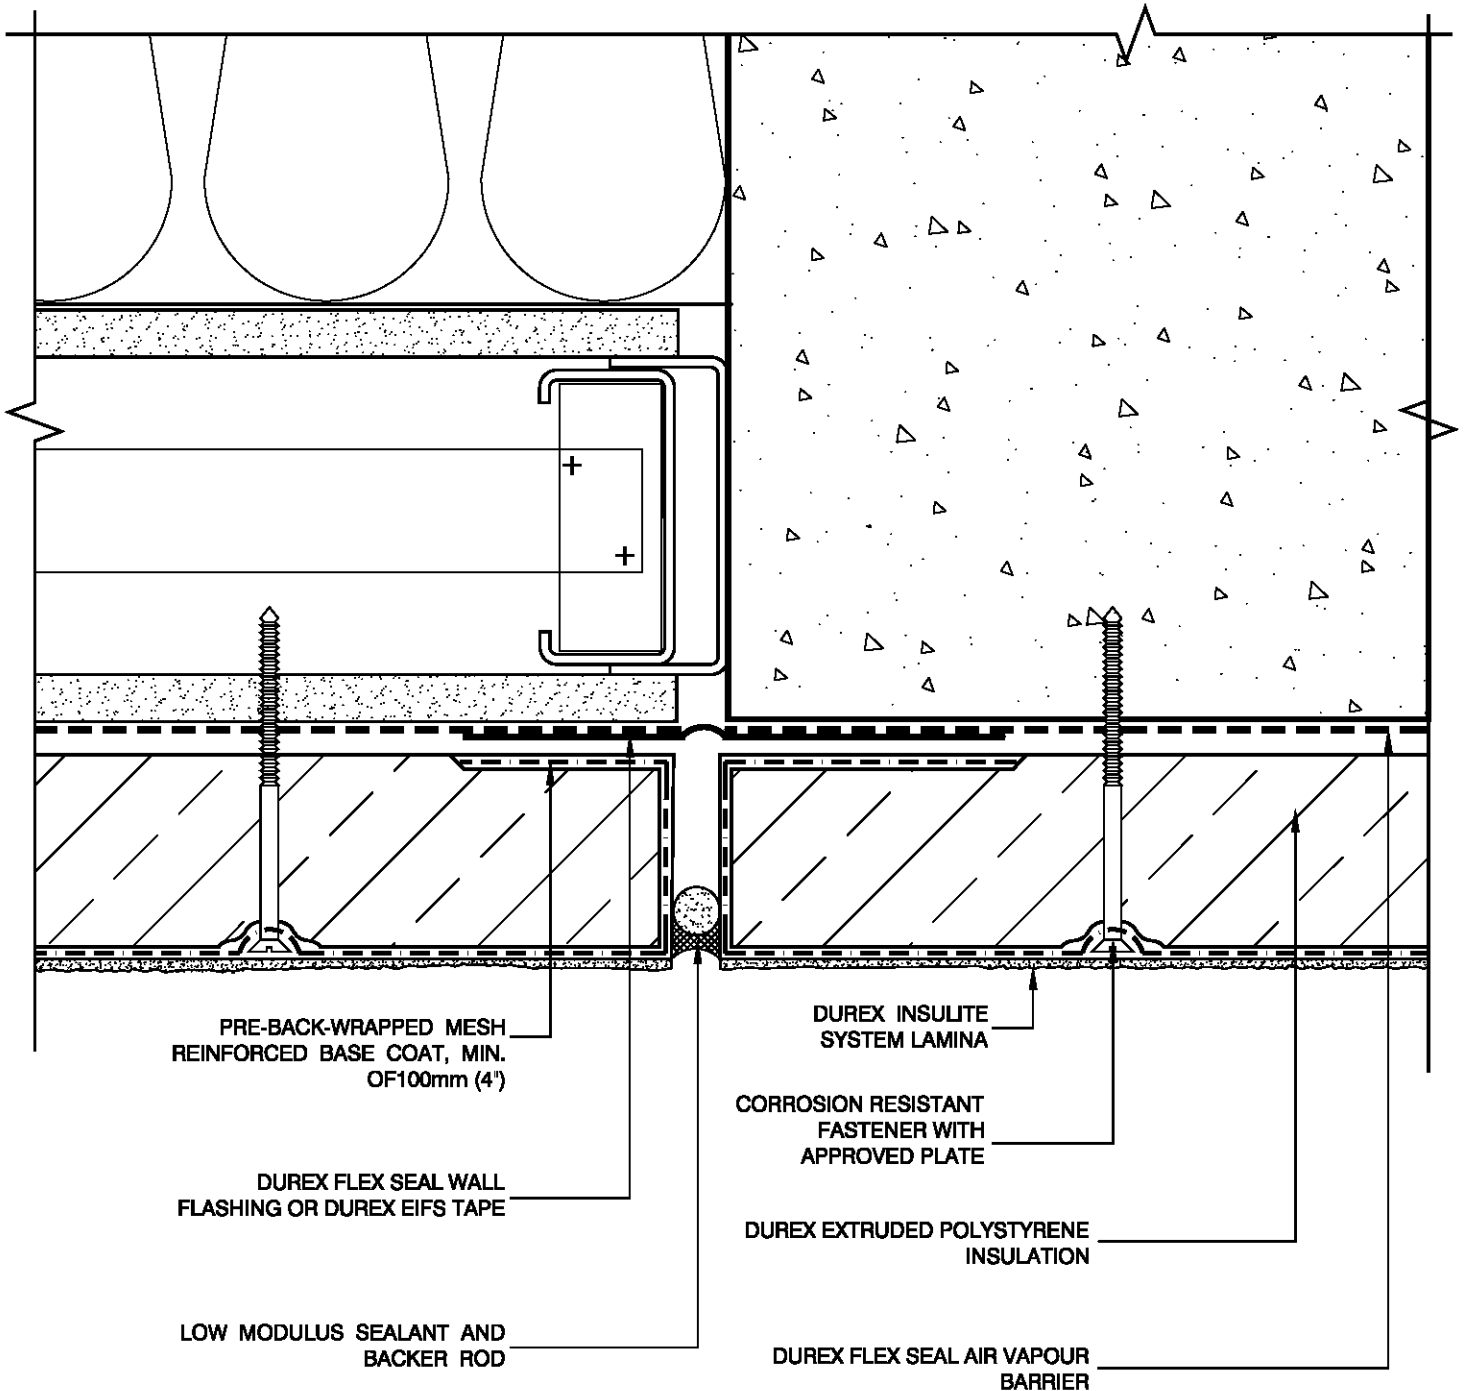 PRE-BACK-WRAPPED MESH
REINFORCED BASE COAT, MIN.
OF100mm (4")
DUREX FLEX SEAL WALL
FLASHING OR DUREX EIFS TAPE
LOW MODULUS SEALANT AND
BACKER ROD
DUREX INSULITE
SYSTEM LAMINA
CORROSION RESISTANT
FASTENER WITH
APPROVED PLATE
DUREX EXTRUDED POLYSTYRENE
INSULATION
DUREX FLEX SEAL AIR VAPOUR
BARRIER